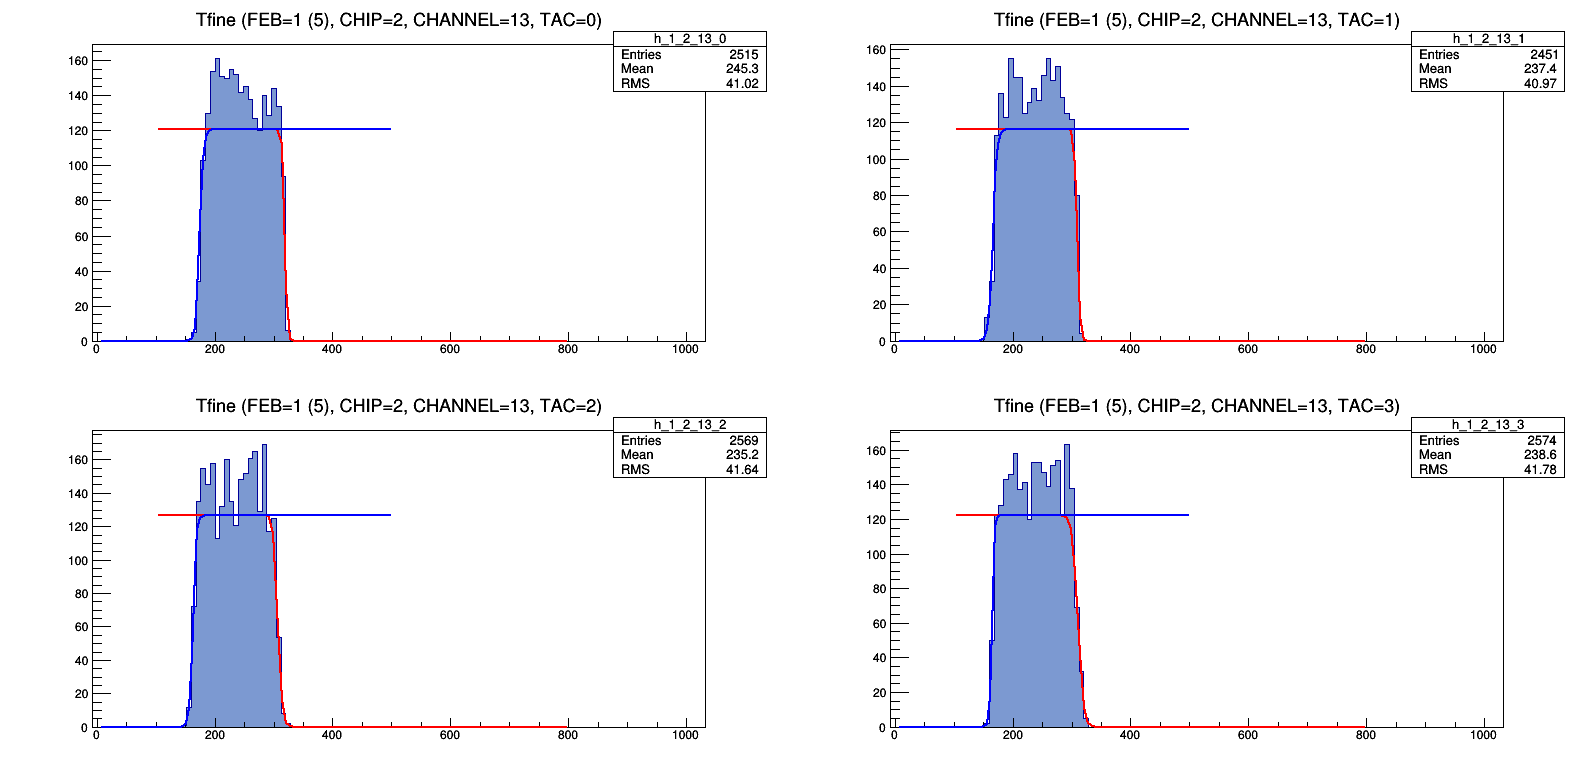 Tfine (FEB=1 (5), CHIP=2, CHANNEL=13, TAC=0)
h_1_2_13_0
Entries 2515
Mean 245.3
RMS 41.02
160
140
120
100
80
60
40
20
0
0 200 400 600 800 1000
Tfine (FEB=1 (5), CHIP=2, CHANNEL=13, TAC=1)
h_1_2_13_1
Entries 2451
Mean 237.4
RMS 40.97
160
140
120
100
80
60
40
20
0
0 200 400 600 800 1000
Tfine (FEB=1 (5), CHIP=2, CHANNEL=13, TAC=2)
h_1_2_13_2
Entries 2569
Mean 235.2
RMS 41.64
160
140
120
100
80
60
40
20
0
0 200 400 600 800 1000
Tfine (FEB=1 (5), CHIP=2, CHANNEL=13, TAC=3)
h_1_2_13_3
Entries 2574
Mean 238.6
RMS 41.78
160
140
120
100
80
60
40
20
0
0 200 400 600 800 1000